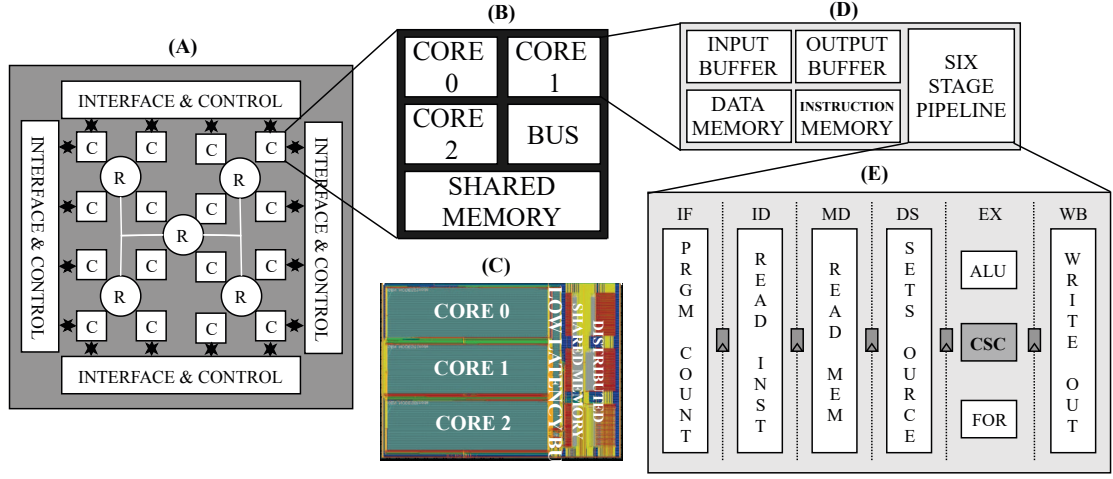 (A)
INTERFACE & CONTROL
INTERFACE & CONTROL
C C C C
R R
C C C C
R
C C C C
R R
C C C C
INTERFACE & CONTROL
INTERFACE & CONTROL
(B)
CORE
0
CORE
1
CORE
2
BUS
SHARED
MEMORY
(C)
CORE 0
CORE 1
CORE 2
LOW LATENCY BU
SHARED MEMORY
DISTRIBUTED
(D)
INPUT
BUFFER
OUTPUT
BUFFER
DATA
MEMORY
INSTRUCTION
MEMORY
SIX
STAGE
PIPELINE
(E)
IF
PRGM COUNT
ID
READ INST
MD
READ MEM
DS
SETS OURCE
EX
ALU
CSC
FOR
WB
WRITE OUT